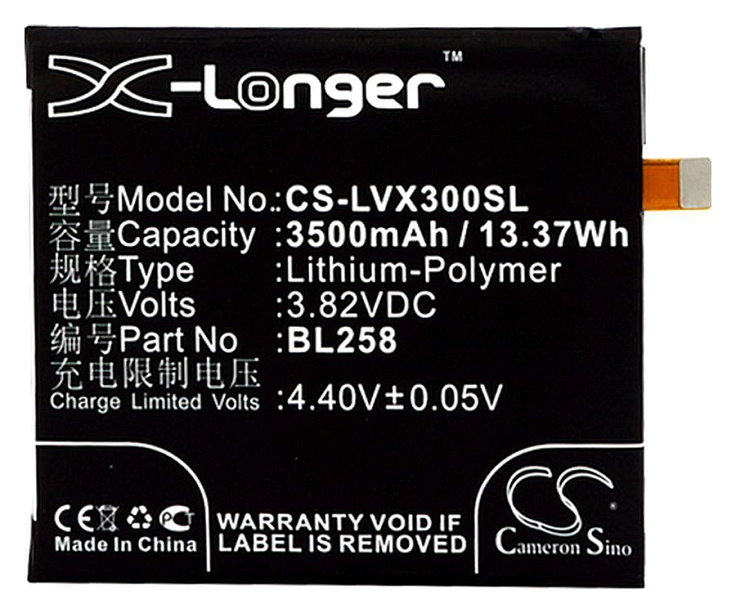 X-Longer™
型号Model No.:CS-LVX300SL
容量Capacity :3500mAh / 13.37Wh
规格Type :Lithium-Polymer
电压Volts :3.82VDC
编号Part No :BL258
充电限制电压
Charge Limited Volts :4.40V±0.05V
CE PCT
Made In China
WARRANTY VOID IF
LABEL IS REMOVED
CS
Cameron Sino